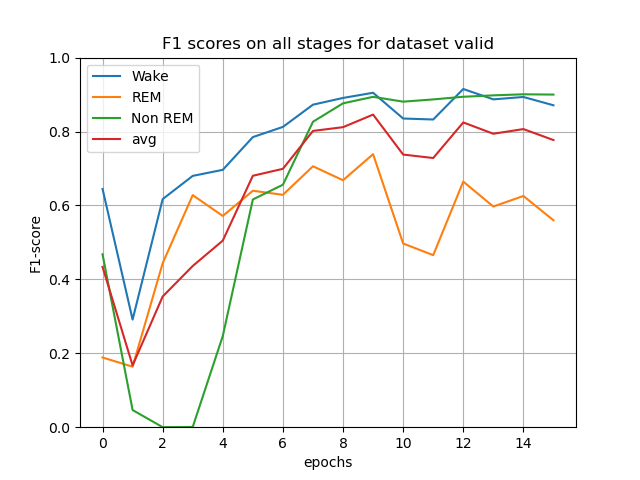 F1 scores on all stages for dataset valid
Wake
REM
Non REM
avg
F1-score
1.0
0.8
0.6
0.4
0.2
0.0
0 2 4 6 8 10 12 14
epochs